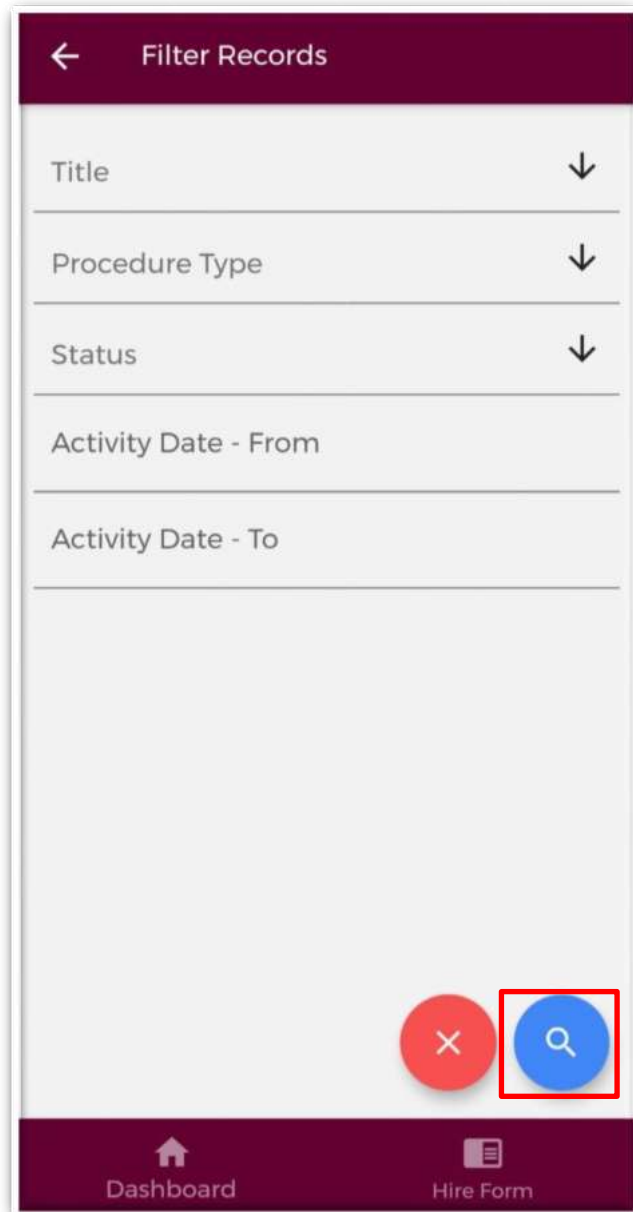 Filter Records
Title
Procedure Type
Status
Activity Date - From
Activity Date - To
Dashboard
Hire Form